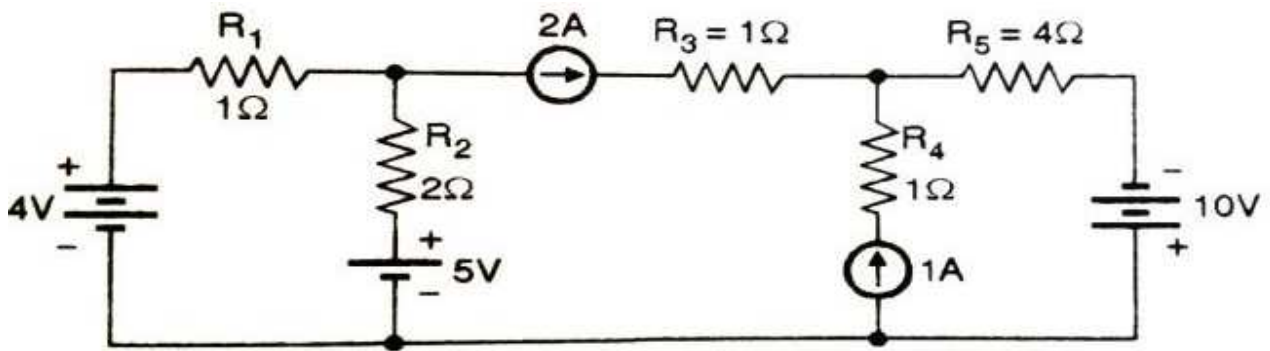 R1
1Ω
2A
R3 = 1Ω
R5 = 4Ω
R2
2Ω
R4
1Ω
+
4V
-
+
5V
-
1A
-
10V
+